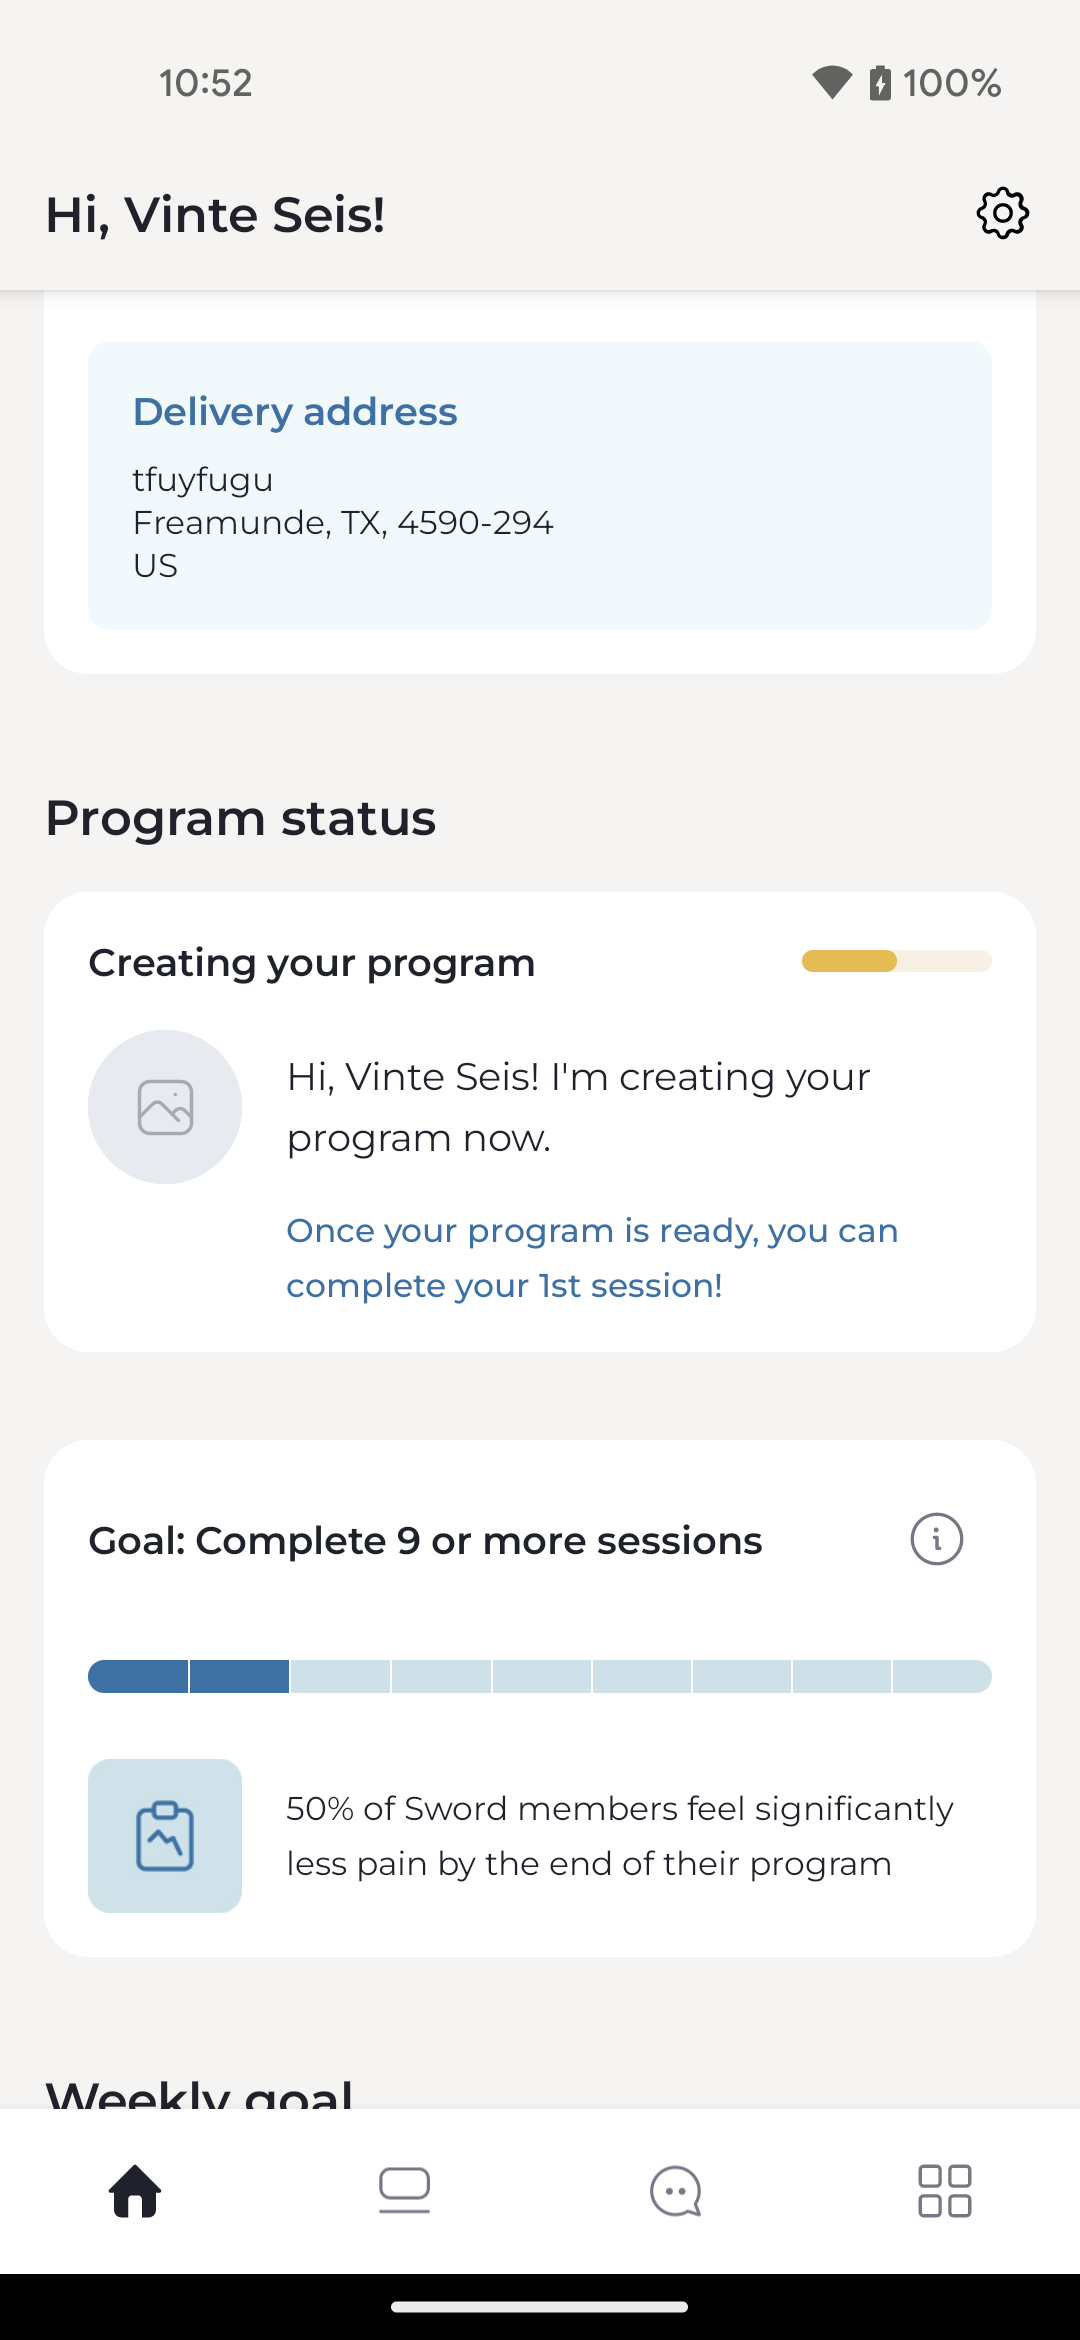 10:52
100%
Hi, Vinte Seis!
Delivery address
tfuyfugu
Freamunde, TX, 4590-294
US
Program status
Creating your program
Hi, Vinte Seis! I'm creating your
program now.
Once your program is ready, you can
complete your 1st session!
Goal: Complete 9 or more sessions
50% of Sword members feel significantly
less pain by the end of their program
Weekly goal